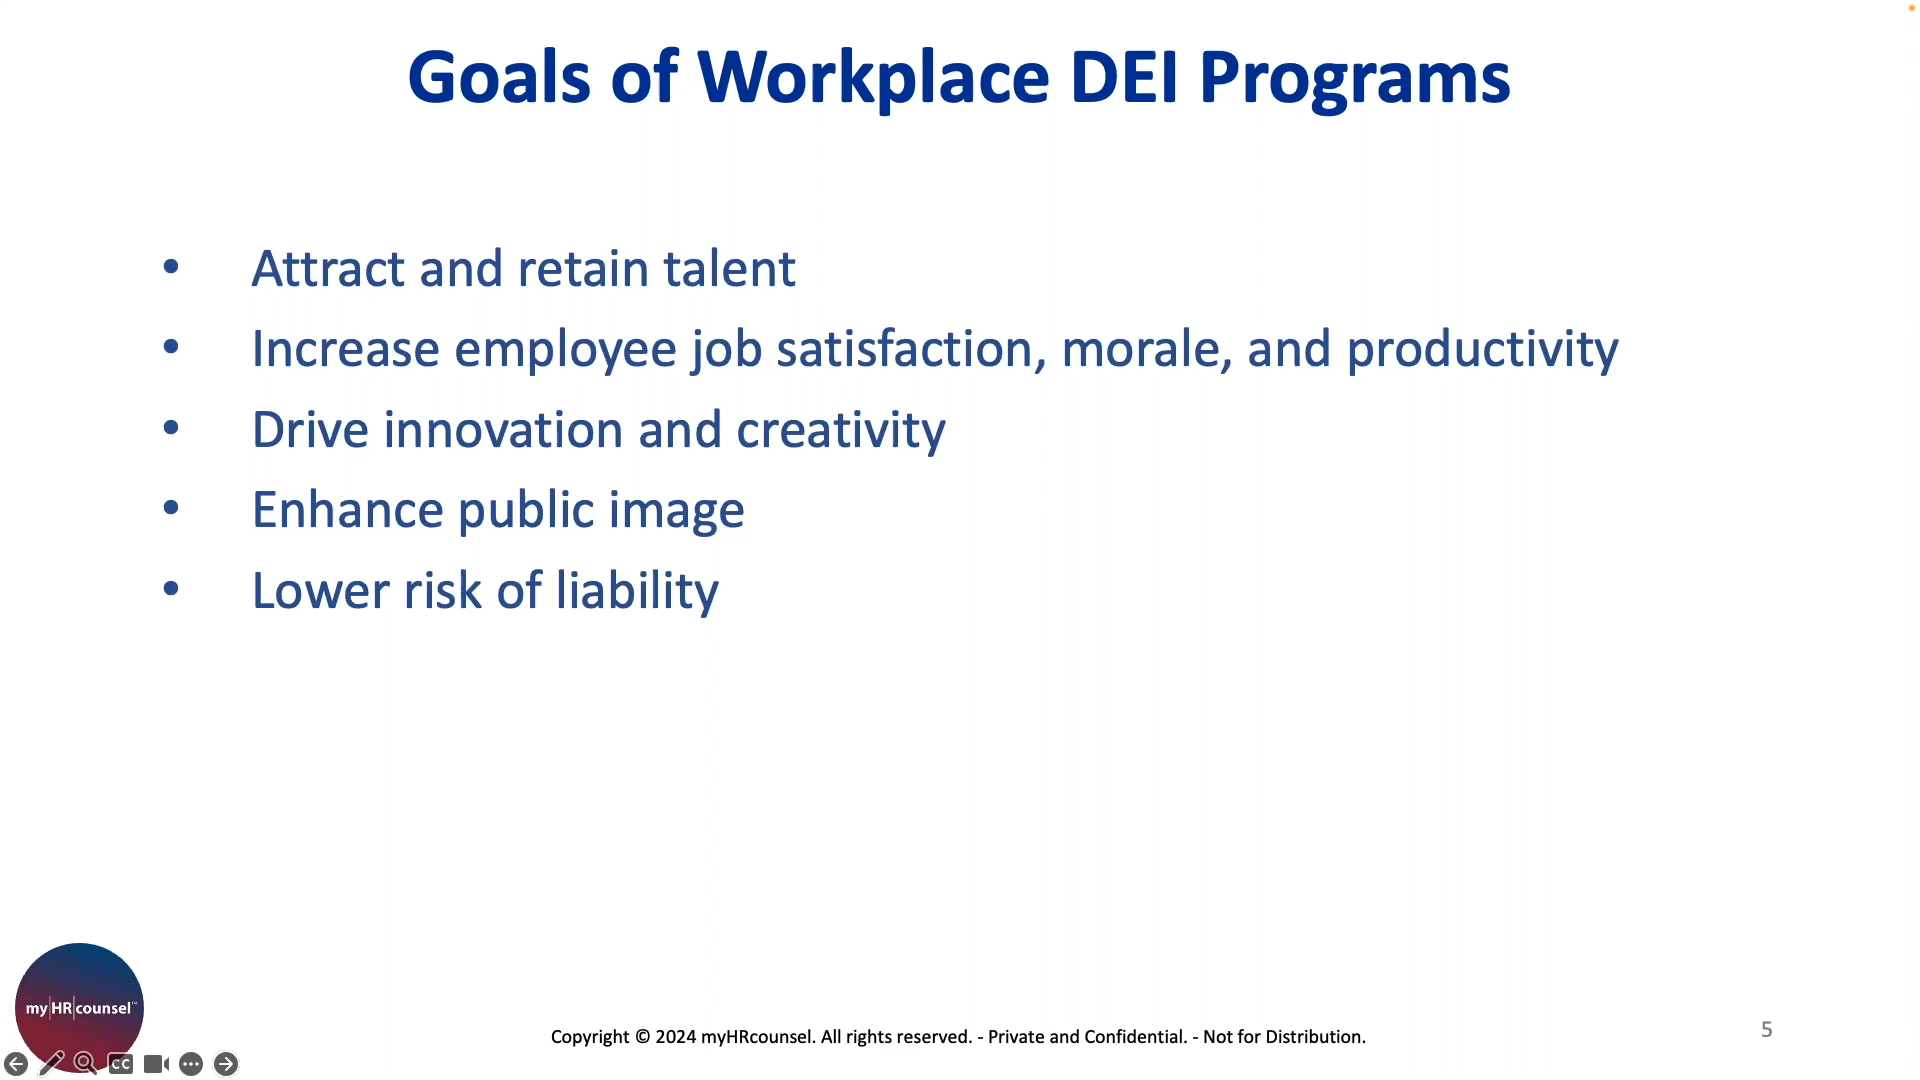 Goals of Workplace DEI Programs
• Attract and retain talent
• Increase employee job satisfaction, morale, and productivity
• Drive innovation and creativity
• Enhance public image
• Lower risk of liability
my|HR|counsel™
Copyright © 2024 myHRcounsel. All rights reserved. - Private and Confidential. - Not for Distribution.
5
CC